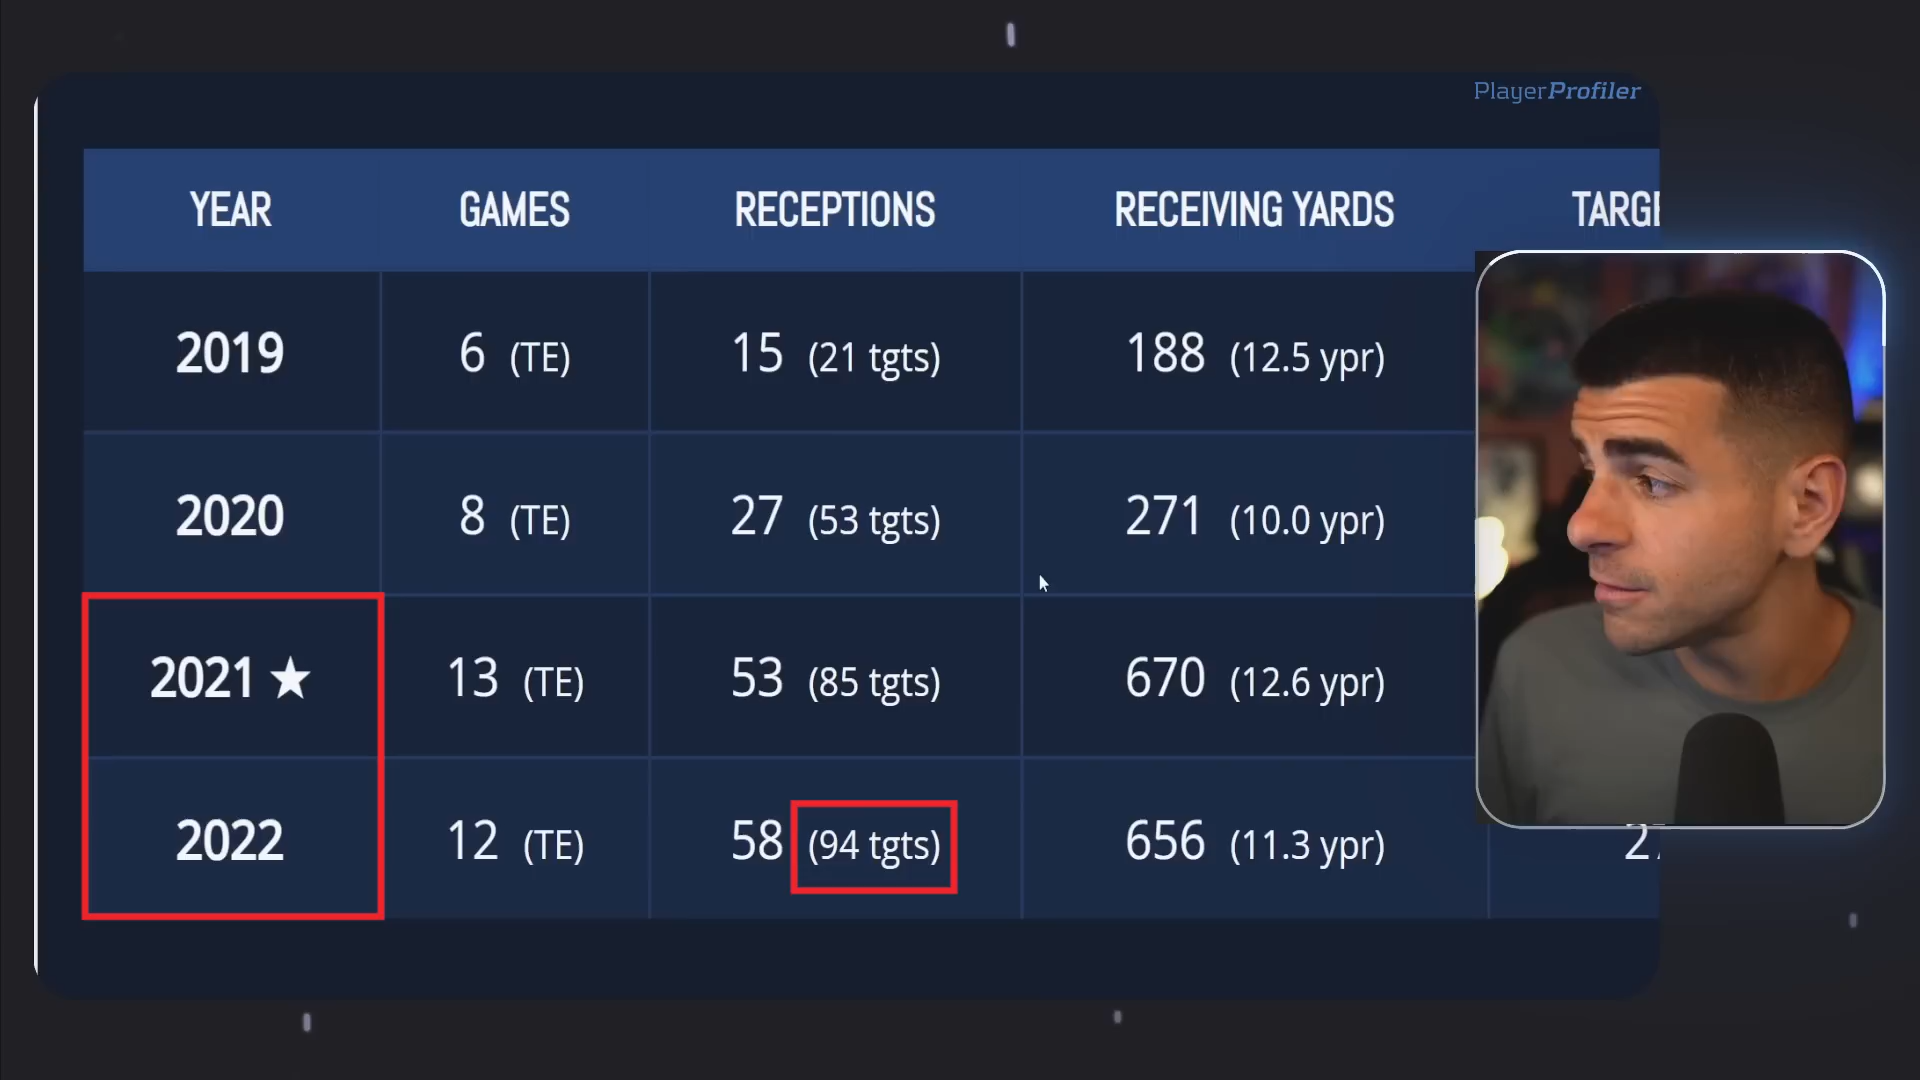 PlayerProfiler
YEAR GAMES RECEPTIONS RECEIVING YARDS TARGE
2019 6 (TE) 15 (21 tgts) 188 (12.5 ypr)
2020 8 (TE) 27 (53 tgts) 271 (10.0 ypr)
2021 ★ 13 (TE) 53 (85 tgts) 670 (12.6 ypr)
2022 12 (TE) 58 (94 tgts) 656 (11.3 ypr)